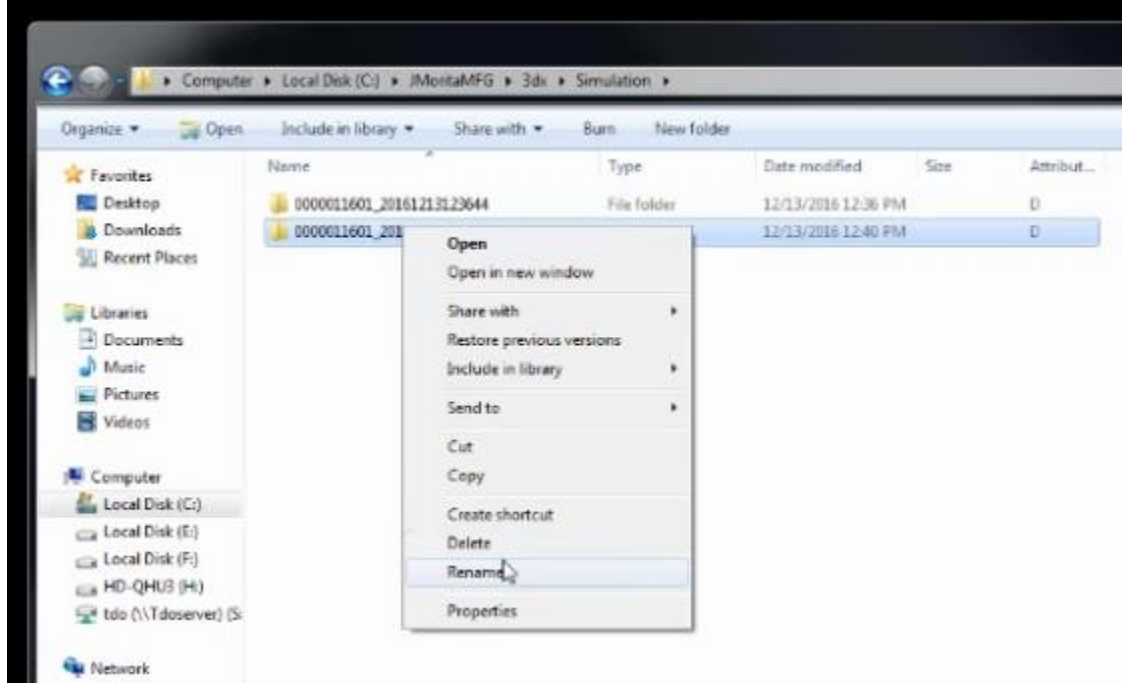 Computer ▸ Local Disk (C:) ▸ JMoritaMFG ▸ 3dx ▸ Simulation ▸
Organize Open Include in library Share with Burn New folder
Name Type Date modified Size Attribut...
0000011601_20161213123644 File folder 12/13/2016 12:36 PM D
0000011601_201 12/13/2016 12:40 PM D
Favorites
Desktop
Downloads
Recent Places
Libraries
Documents
Music
Pictures
Videos
Computer
Local Disk (C:)
Local Disk (E:)
Local Disk (F:)
HD-QHU3 (H:)
tdo (\\Tdoserver) (S:
Network
Open
Open in new window
Share with
Restore previous versions
Include in library
Send to
Cut
Copy
Create shortcut
Delete
Rename
Properties